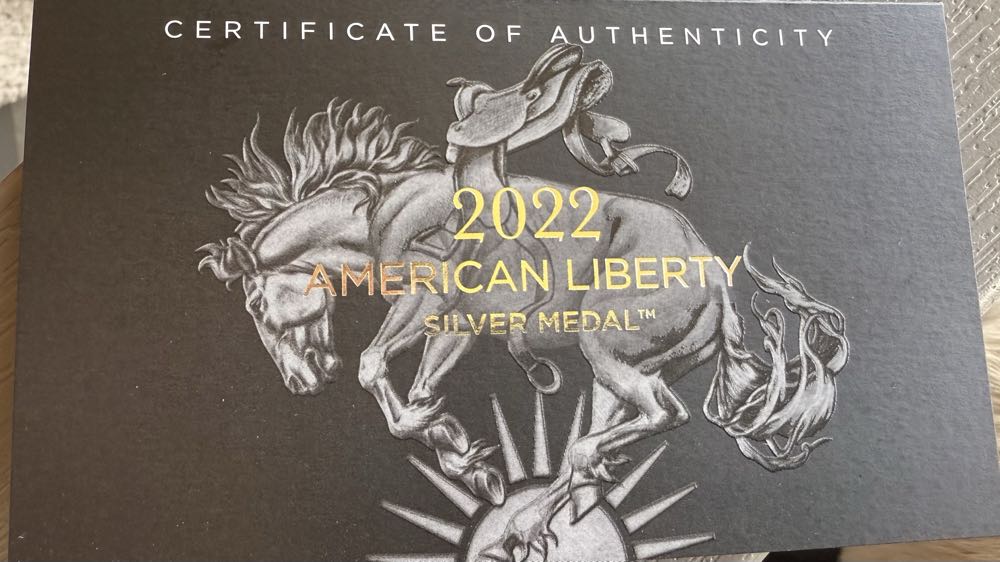 CERTIFICATE OF AUTHENTICITY
2022
AMERICAN LIBERTY
SILVER MEDAL™